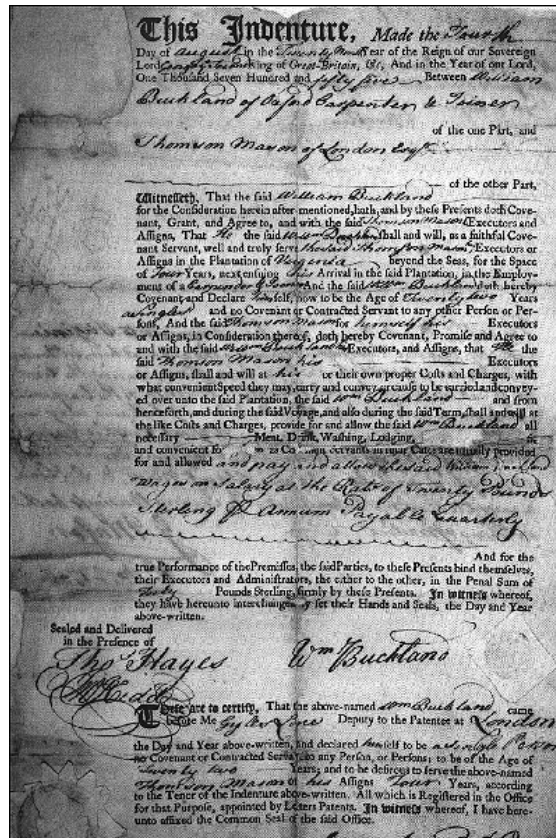 This Indenture, Made the Fourth
Day of August in the Twenty Year of the Reign of our Sovereign
Lord King of Great-Britain, &c. And in the Year of our Lord,
One Thousand Seven Hundred and fifty five Between William
Buckland of Oxford Carpenter & Joiner
of the one Part, and
Thomson Mason of London Esqr.
of the other Part,
Witnesseth, That the said William Buckland
for the Consideration herein after-mentioned, hath, and by these Presents doth Cove-
nant, Grant, and Agree to, and with the said Thomson Mason Executors and
Assigns, That He the said Wm Buckland shall and will, as a faithful Cove-
nant Servant, well and truly serve the said Thompson Mason Executors or
Assigns in the Plantation of Virginia beyond the Seas, for the Space
of Four Years, next ensuing his Arrival in the said Plantation, in the Employ-
ment of a Carpenter & Joiner And the said Wm Buckland doth hereby
Covenant and Declare himself, now to be the Age of Twenty two Years
a Single and no Covenant or Contracted Servant to any other Person or Per-
sons, And the said Thomson Mason for himself his Executors
or Assigns, in Consideration thereof, doth hereby Covenant, Promise and Agree to
and with the said Wm Buckland his Executors, and Assigns, that He the
said Thomson Mason his Executors
or Assigns, shall and will at his or their own proper Costs and Charges, with
what convenient Speed they may, carry and convey or cause to be carried and convey-
ed over unto the said Plantation, the said Wm Buckland and from
henceforth, and during the said Voyage, and also during the said Term, shall and will at
the like Costs and Charges, provide for and allow the said Wm Buckland all
necessary Meat, Drink, Washing, Lodging,
and convenient for Servants in such Cases are usually provided
for and allowed and pay and allow the said William Buckland
Wages or Salary at the Rate of Twenty Pounds
Sterling P Annum Payable Quarterly
And for the
true Performance of the Premisses, the said Parties, to these Presents bind themselves,
their Executors and Administrators, the either to the other, in the Penal Sum of
Forty Pounds Sterling, firmly by these Presents. In witness whereof,
they have hereunto interchangeably set their Hands and Seals, the Day and Year
above-written.
Sealed and Delivered
in the Presence of
Thos Hayes Wm Buckland
These are to certify, That the above-named Wm Buckland came
before Me Deputy to the Patentee at London
the Day and Year above-written, and declared himself to be a Single Person
no Covenant or Contracted Servant to any Person, or Persons; to be of the Age of
Twenty two Years; and to be desirous to serve the above-named
Thomson Mason or his Assigns Four Years, according
to the Tenor of the Indenture above-written. All which is Registered in the Office
for that Purpose, appointed by Letters Patents. In witness whereof, I have here-
unto affixed the Common Seal of the said Office.